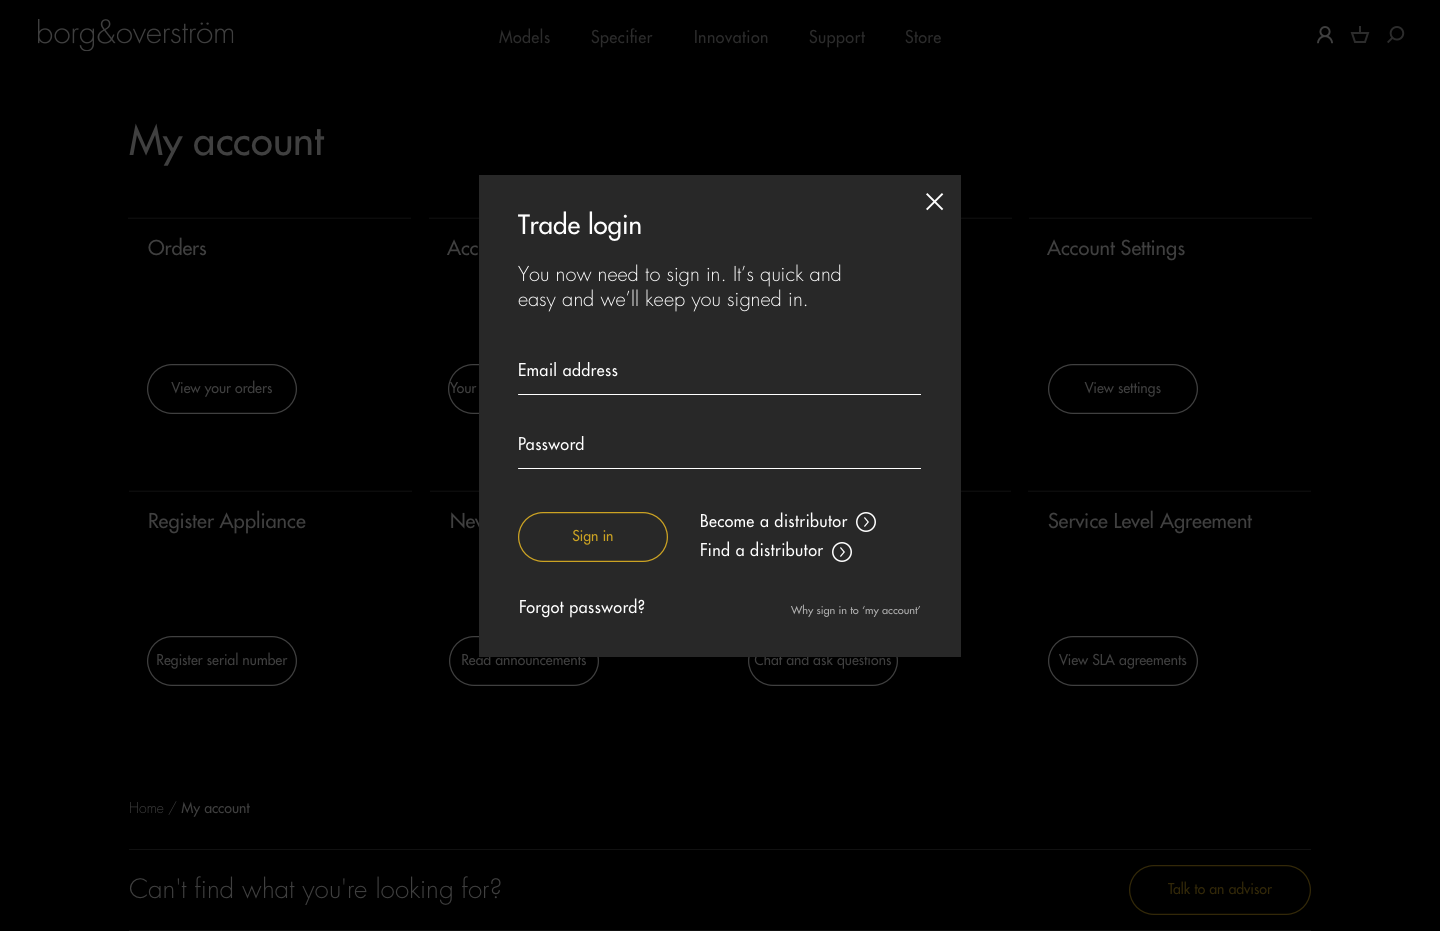 borg&overström
Models
Specifier
Innovation
Support
Store
My account
Trade login
You now need to sign in. It’s quick and
easy and we’ll keep you signed in.
Email address
Password
Sign in
Become a distributor
Find a distributor
Forgot password?
Why sign in to ‘my account’
Orders
Account Settings
View your orders
Your
View settings
Register Appliance
Service Level Agreement
Register serial number
Read announcements
Chat and ask questions
View SLA agreements
Home / My account
Can't find what you're looking for?
Talk to an advisor